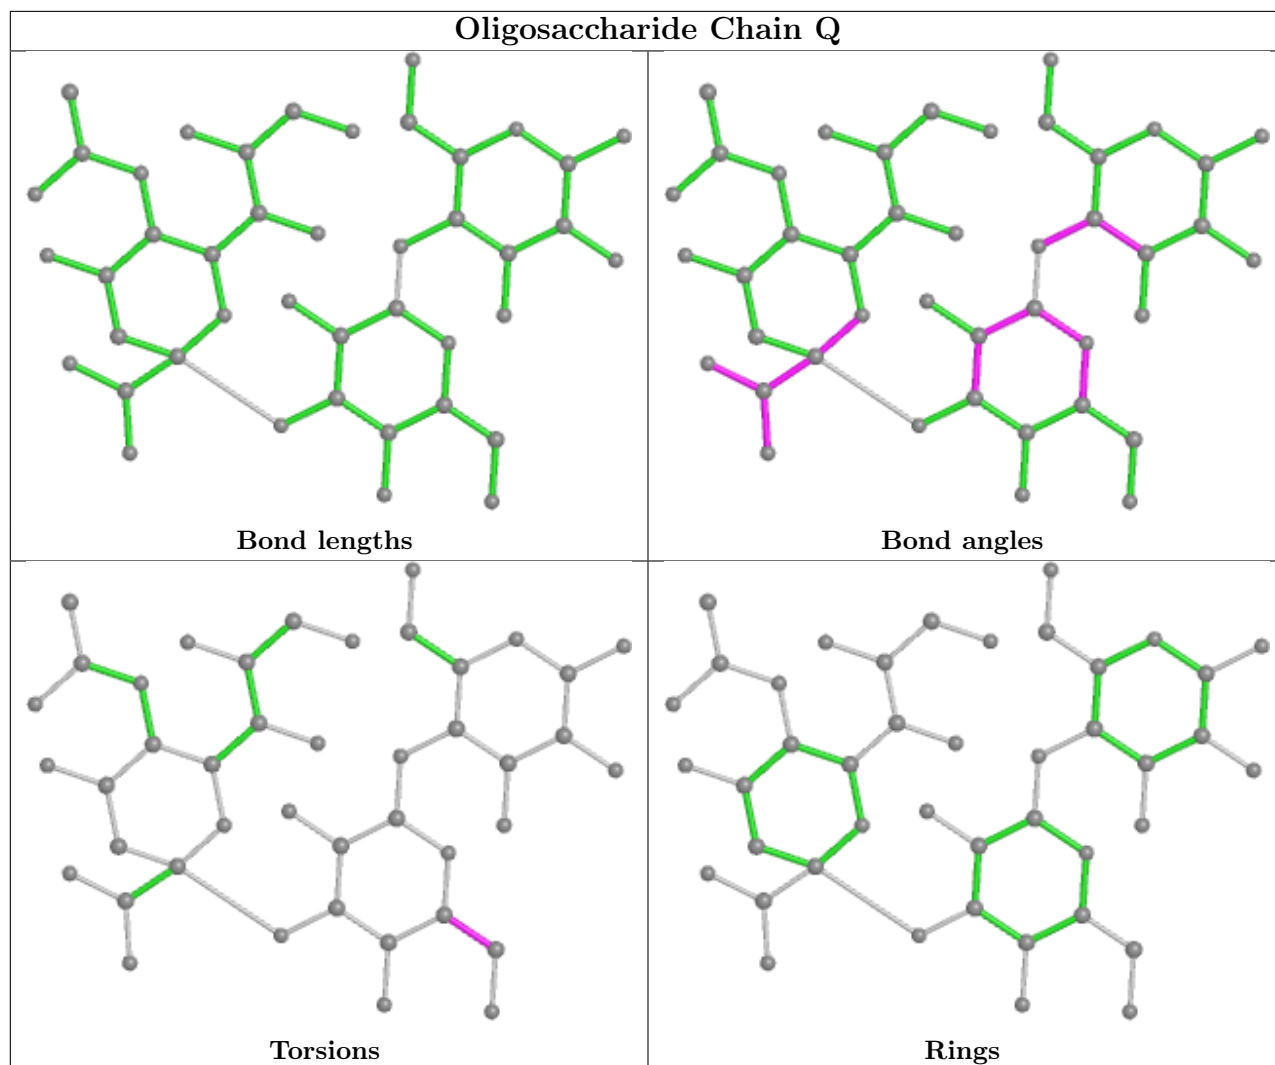 Oligosaccharide Chain Q
Bond lengths
Bond angles
Torsions
Rings